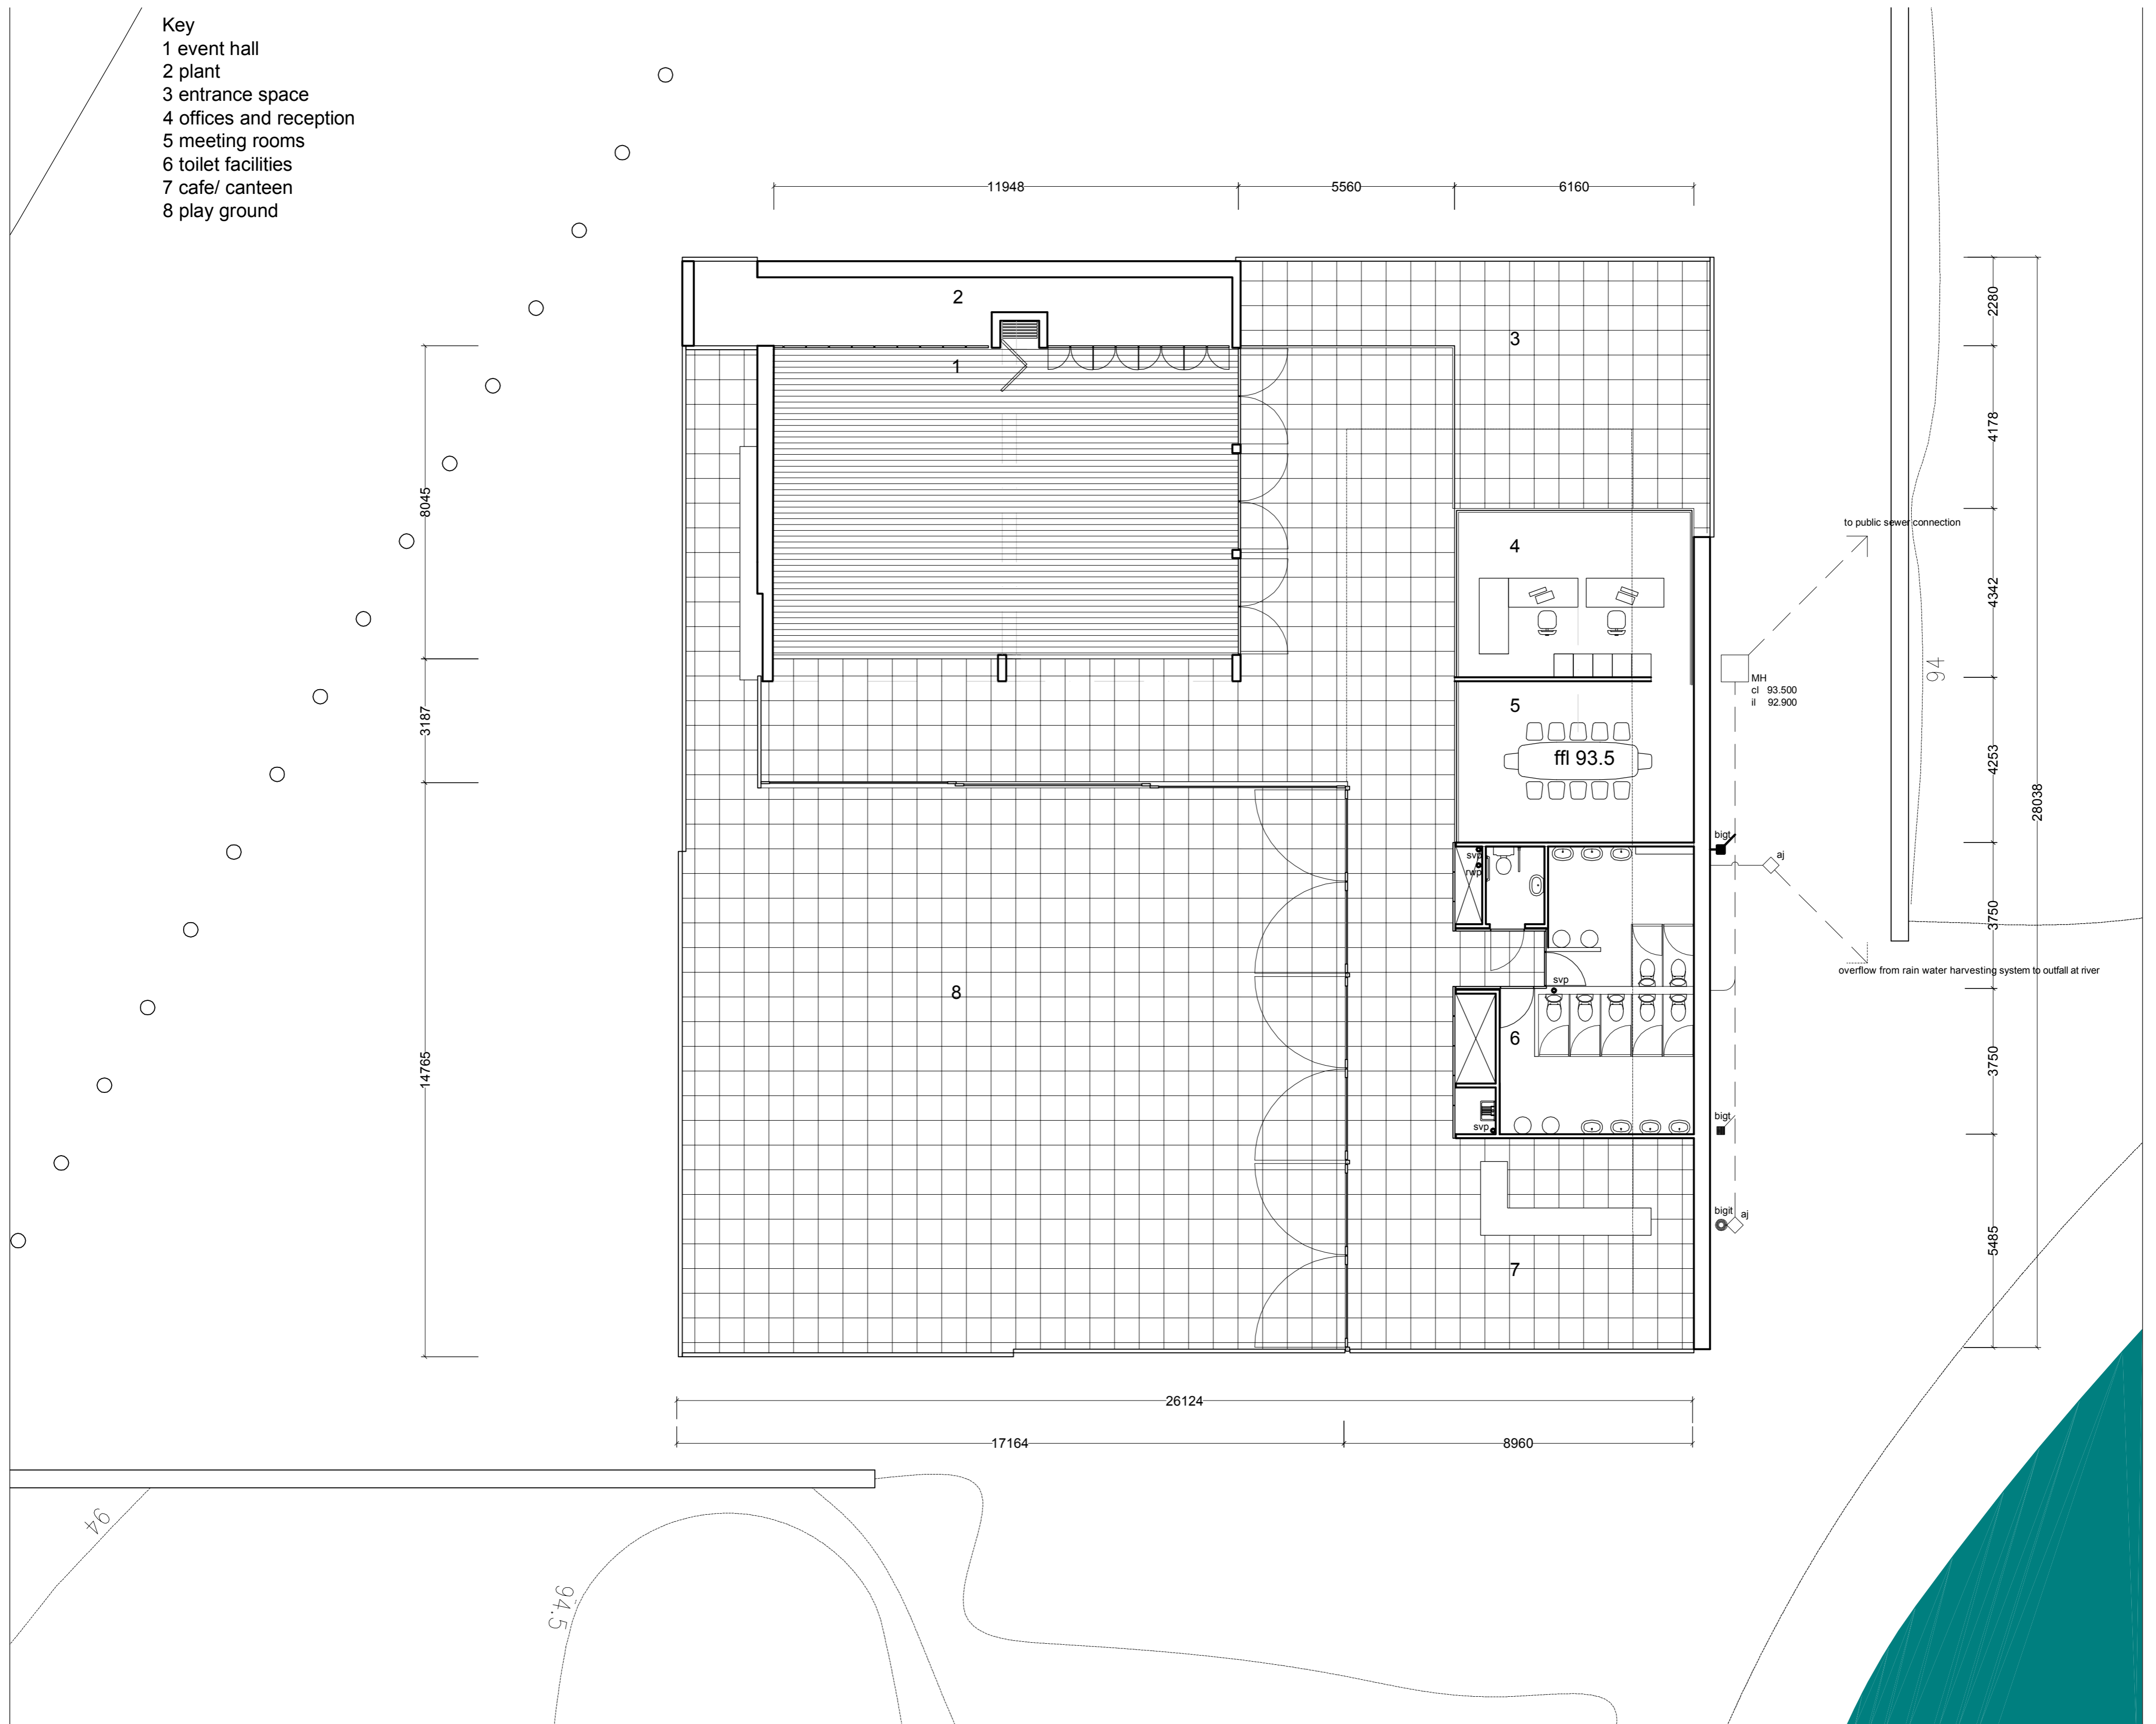 Key
1 event hall
2 plant
3 entrance space
4 offices and reception
5 meeting rooms
6 toilet facilities
7 cafe/ canteen
8 play ground
11948
5560
6160
2
3
1
2280
4178
8045
to public sewer connection
4
4342
94
MH
cl 93.500
il 92.900
3187
5
ffl 93.5
4253
28038
bigt
svp
rwp
aj
3750
overflow from rain water harvesting system to outfall at river
svp
8
6
14765
3750
bigt
svp
bigit
aj
5485
7
26124
17164
8960
94
94.5